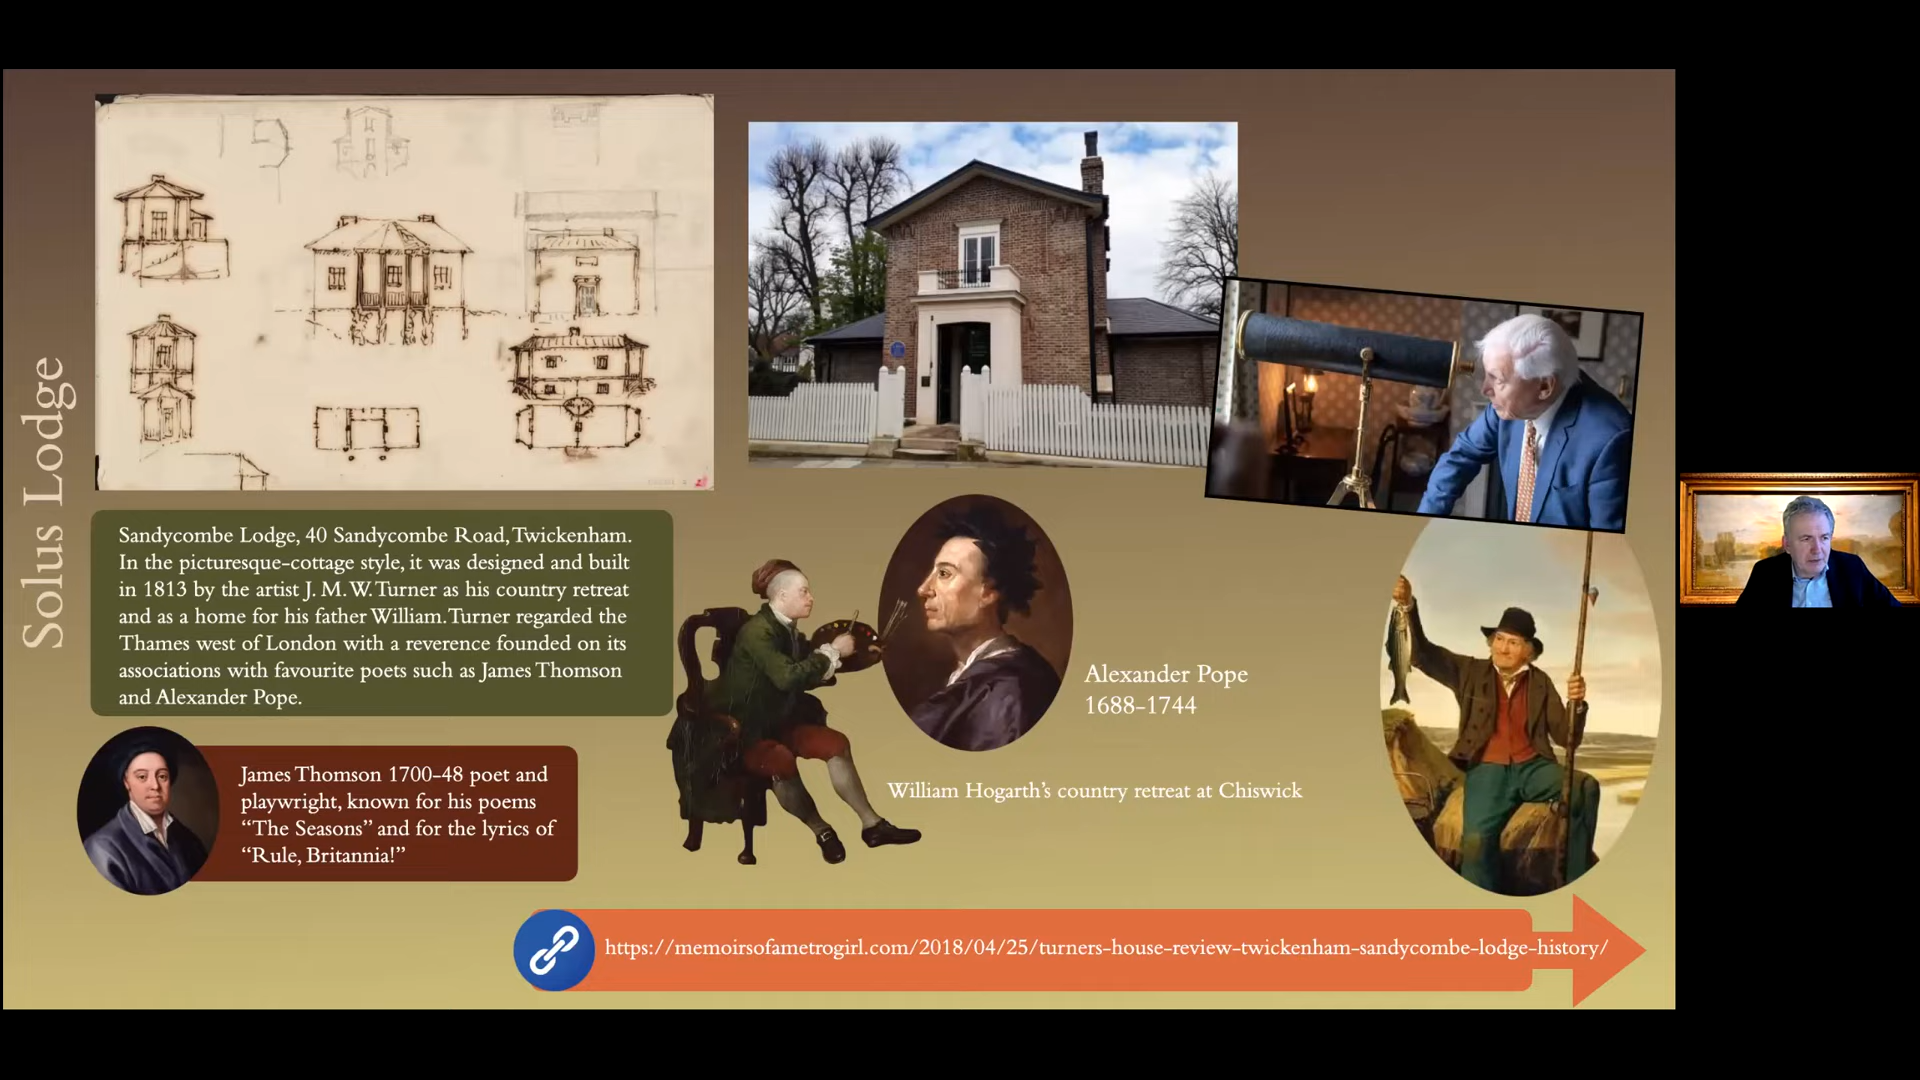 Solus Lodge
Sandycombe Lodge, 40 Sandycombe Road, Twickenham.
In the picturesque-cottage style, it was designed and built
in 1813 by the artist J. M. W. Turner as his country retreat
and as a home for his father William. Turner regarded the
Thames west of London with a reverence founded on its
associations with favourite poets such as James Thomson
and Alexander Pope.
James Thomson 1700-48 poet and
playwright, known for his poems
“The Seasons” and for the lyrics of
“Rule, Britannia!”
Alexander Pope
1688-1744
William Hogarth’s country retreat at Chiswick
https://memoirsofametrogirl.com/2018/04/25/turners-house-review-twickenham-sandycombe-lodge-history/